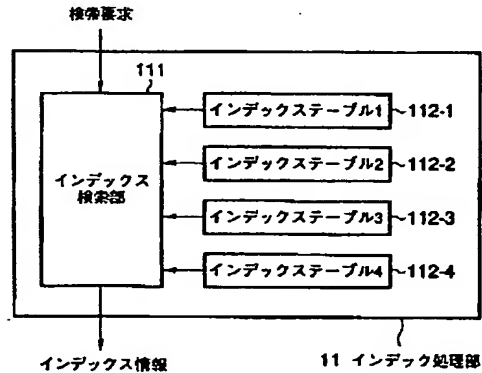 検索要求
111
インデックステーブル1 112-1
インデックステーブル2 112-2
インデックス
検索部
インデックステーブル3 112-3
インデックステーブル4 112-4
インデックス情報
11 インデック処理部